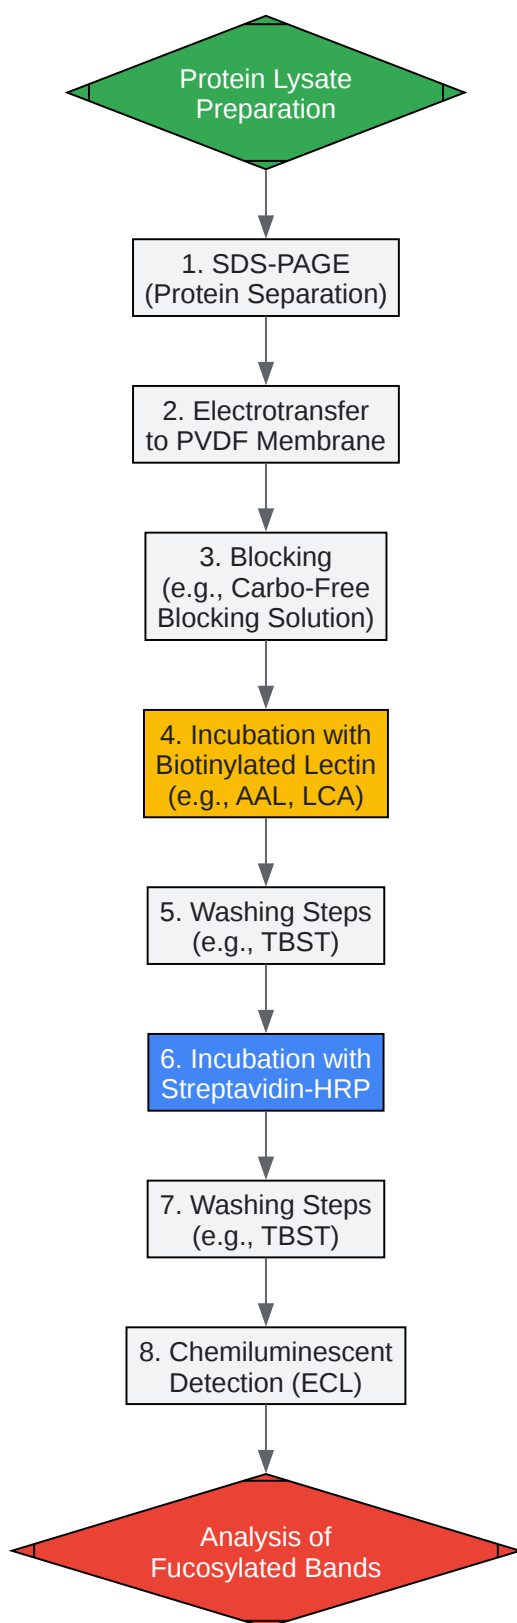 Protein Lysate
Preparation
1. SDS-PAGE
(Protein Separation)
2. Electrotransfer
to PVDF Membrane
3. Blocking
(e.g., Carbo-Free
Blocking Solution)
4. Incubation with
Biotinylated Lectin
(e.g., AAL, LCA)
5. Washing Steps
(e.g., TBST)
6. Incubation with
Streptavidin-HRP
7. Washing Steps
(e.g., TBST)
8. Chemiluminescent
Detection (ECL)
Analysis of
Fucosylated Bands